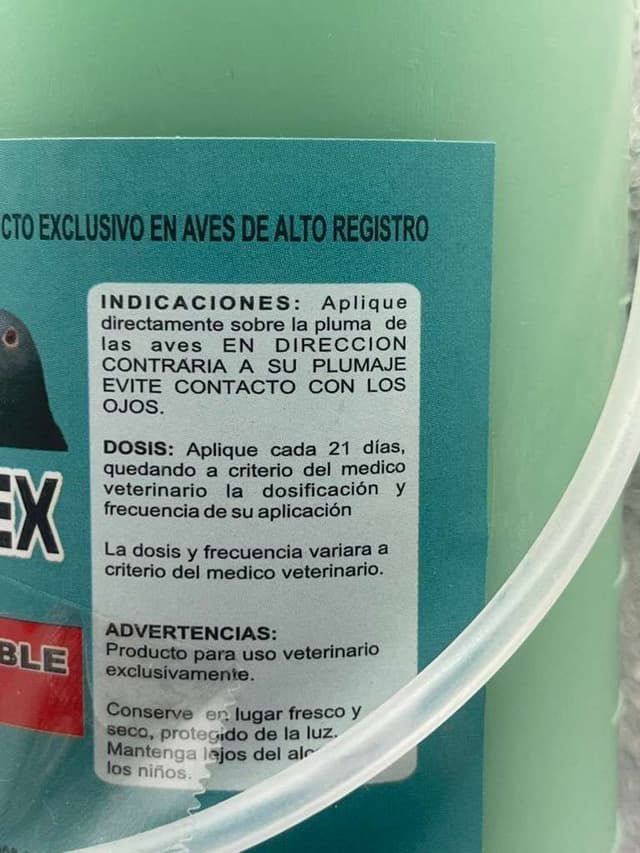 CTO EXCLUSIVO EN AVES DE ALTO REGISTRO
INDICACIONES: Aplique
directamente sobre la pluma de
las aves EN DIRECCION
CONTRARIA A SU PLUMAJE
EVITE CONTACTO CON LOS
OJOS.
DOSIS: Aplique cada 21 días,
quedando a criterio del medico
veterinario la dosificación y
frecuencia de su aplicación
La dosis y frecuencia variara a
criterio del medico veterinario.
EX
BLE
ADVERTENCIAS:
Producto para uso veterinario
exclusívamente.
Conserve en lugar fresco y
seco, protegido de la luz.
Mantenga lejos del alc
los niños.